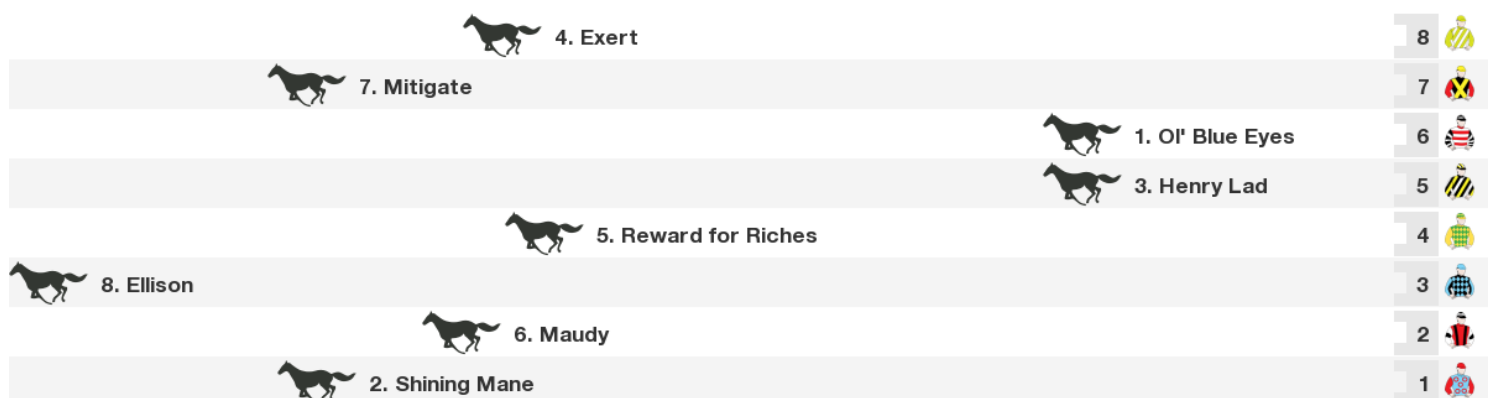 4. Exert 8
7. Mitigate 7
1. Ol' Blue Eyes 6
3. Henry Lad 5
5. Reward for Riches 4
8. Ellison 3
6. Maudy 2
2. Shining Mane 1